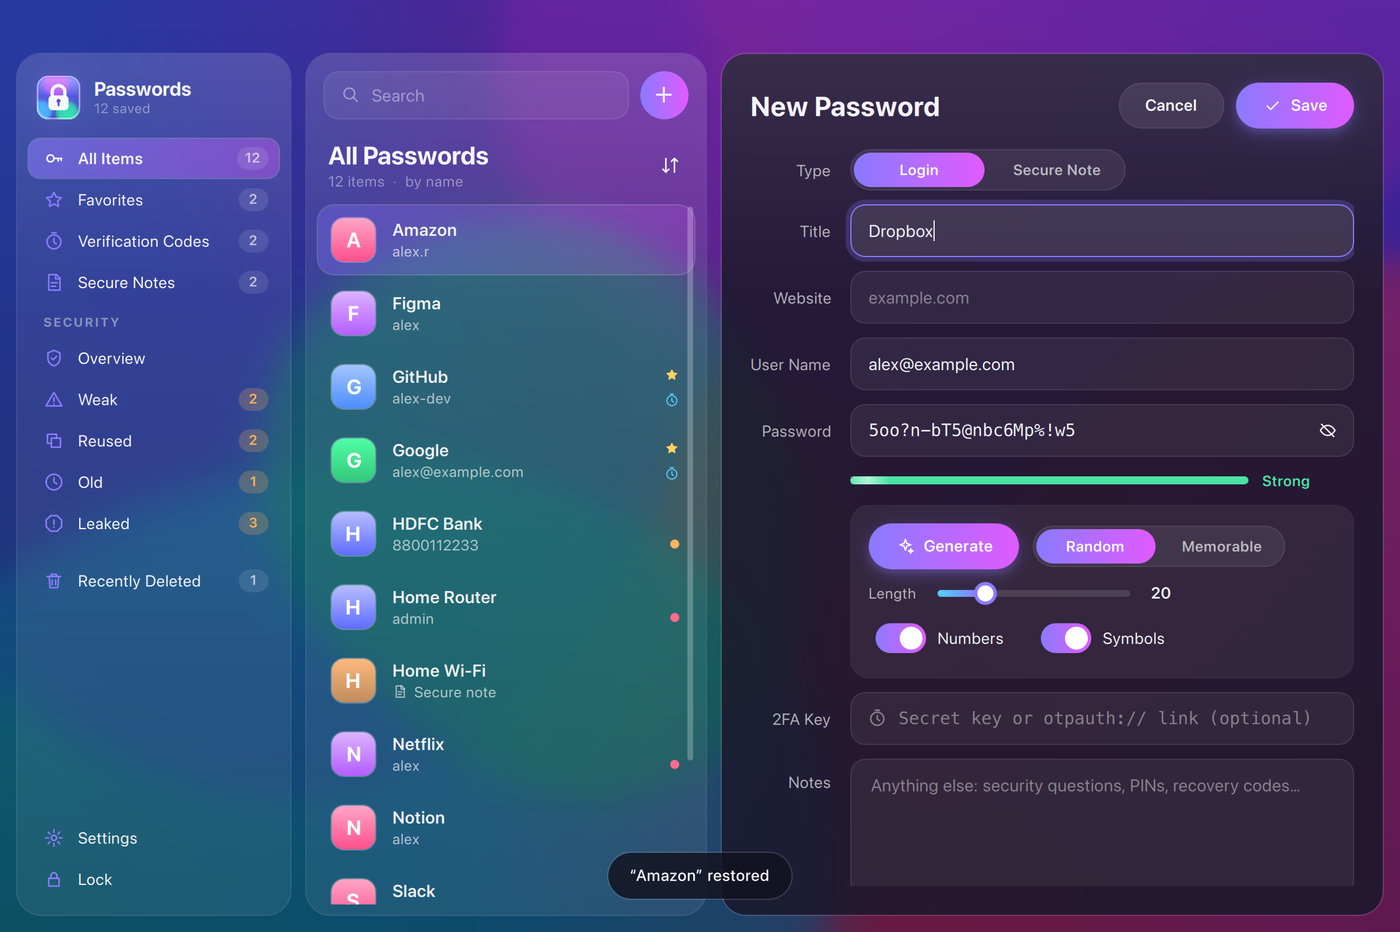 Passwords
12 saved
All Items 12
Favorites 2
Verification Codes 2
Secure Notes 2
SECURITY
Overview
Weak 2
Reused 2
Old 1
Leaked 3
Recently Deleted 1
Settings
Lock
Search
All Passwords
12 items · by name
A
Amazon
alex.r
F
Figma
alex
G
GitHub
alex-dev
G
Google
alex@example.com
H
HDFC Bank
8800112233
H
Home Router
admin
H
Home Wi-Fi
Secure note
N
Netflix
alex
N
Notion
alex
S
Slack
“Amazon” restored
New Password
Cancel
Save
Type Login Secure Note
Title Dropbox
Website example.com
User Name alex@example.com
Password 5oo?n-bT5@nbc6Mp%!w5
Strong
Generate Random Memorable
Length 20
Numbers Symbols
2FA Key Secret key or otpauth:// link (optional)
Notes Anything else: security questions, PINs, recovery codes…